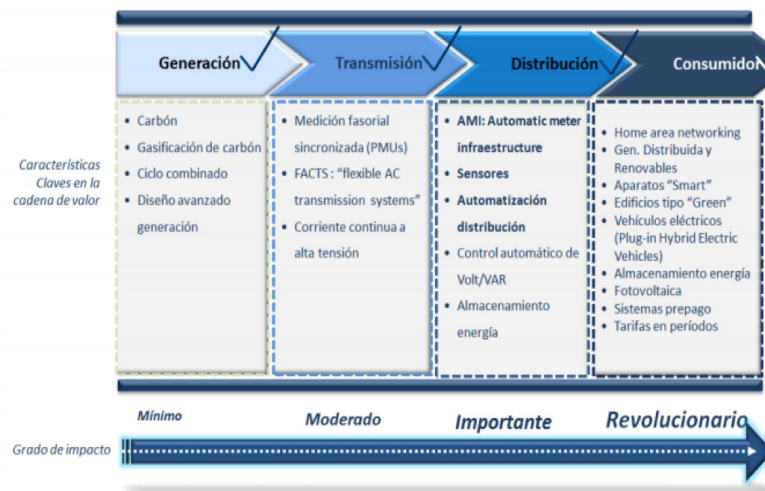 Generación
Transmisión
Distribución
Consumidor
Características
Claves en la
cadena de valor
• Carbón
• Gasificación de carbón
• Ciclo combinado
• Diseño avanzado
generación
• Medición fasorial
sincronizada (PMUs)
• FACTS : “flexible AC
transmission systems”
• Corriente continua a
alta tensión
• AMI: Automatic meter
infraestructure
• Sensores
• Automatización
distribución
• Control automático de
Volt/VAR
• Almacenamiento
energía
• Home area networking
• Gen. Distribuida y
Renovables
• Aparatos “Smart”
• Edificios tipo “Green”
• Vehículos eléctricos
(Plug-in Hybrid Electric
Vehicles)
• Almacenamiento energía
• Fotovoltaica
• Sistemas prepago
• Tarifas en períodos
Mínimo
Moderado
Importante
Revolucionario
Grado de impacto